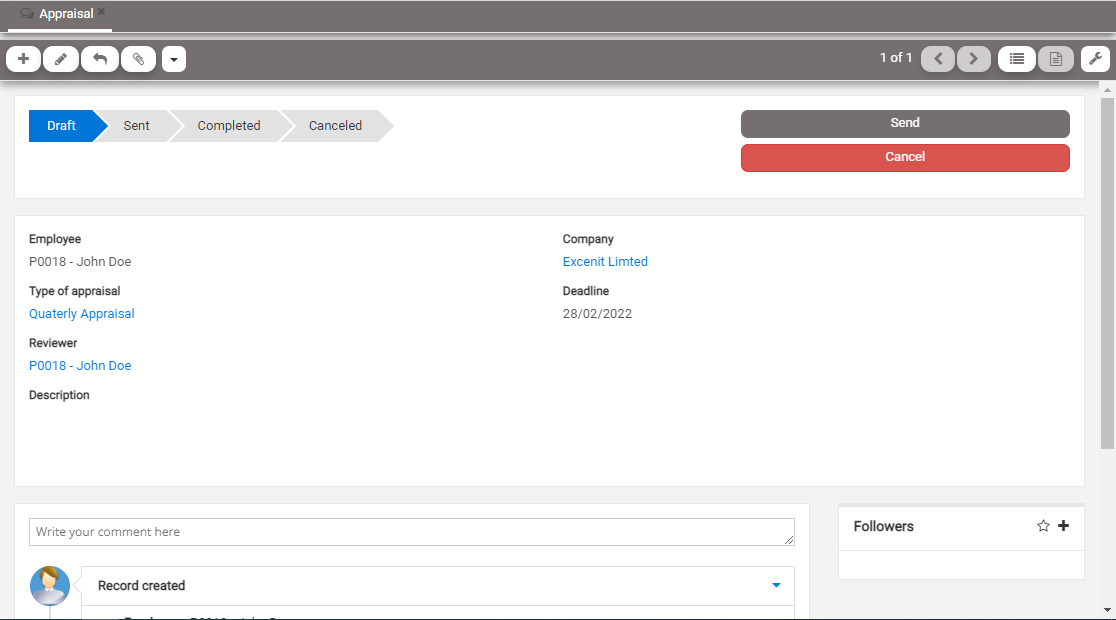 Appraisal
1 of 1
Draft Sent Completed Canceled
Send
Cancel
Employee
P0018 - John Doe
Company
Excenit Limted
Type of appraisal
Quaterly Appraisal
Deadline
28/02/2022
Reviewer
P0018 - John Doe
Description
Write your comment here
Followers
Record created